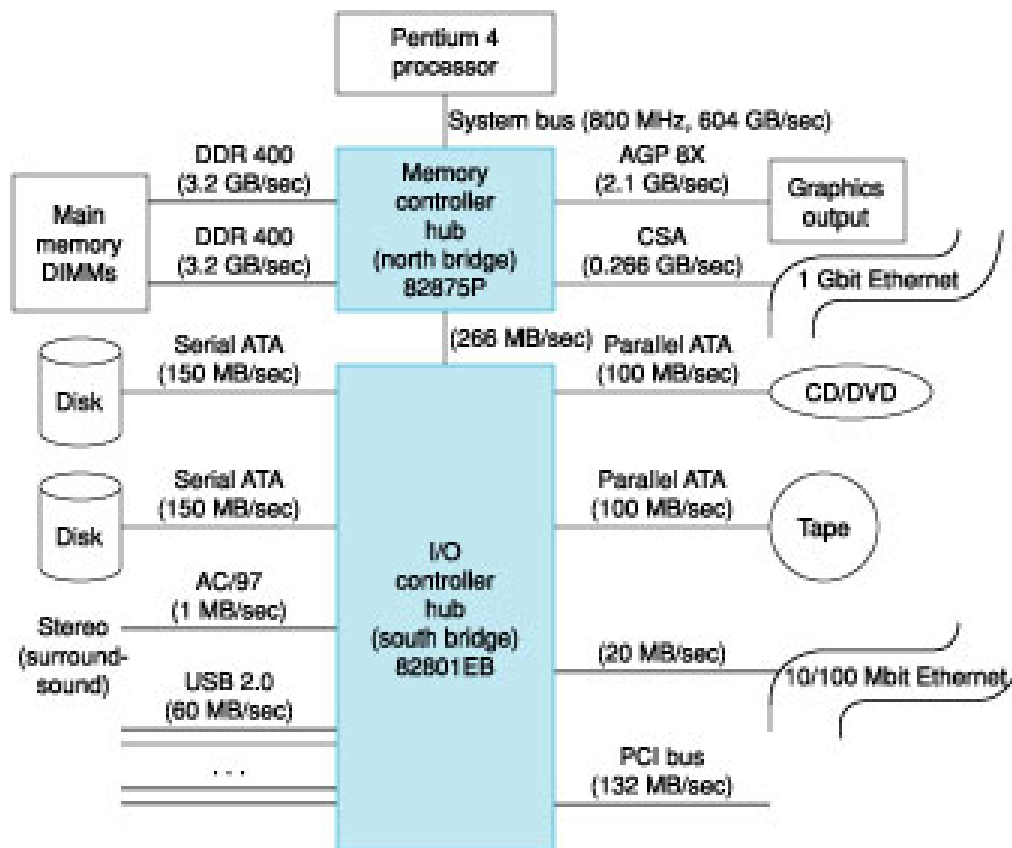 Pentium 4
processor
System bus (800 MHz, 604 GB/sec)
DDR 400
(3.2 GB/sec)
Main
memory
DIMMs
DDR 400
(3.2 GB/sec)
Memory
controller
hub
(north bridge)
82875P
AGP 8X
(2.1 GB/sec)
Graphics
output
CSA
(0.266 GB/sec)
1 Gbit Ethernet
(266 MB/sec)
Serial ATA
(150 MB/sec)
Disk
Parallel ATA
(100 MB/sec)
CD/DVD
Serial ATA
(150 MB/sec)
Disk
Parallel ATA
(100 MB/sec)
Tape
I/O
controller
hub
(south bridge)
82801EB
AC/97
(1 MB/sec)
Stereo
(surround-
sound)
USB 2.0
(60 MB/sec)
. . .
(20 MB/sec)
10/100 Mbit Ethernet
PCI bus
(132 MB/sec)